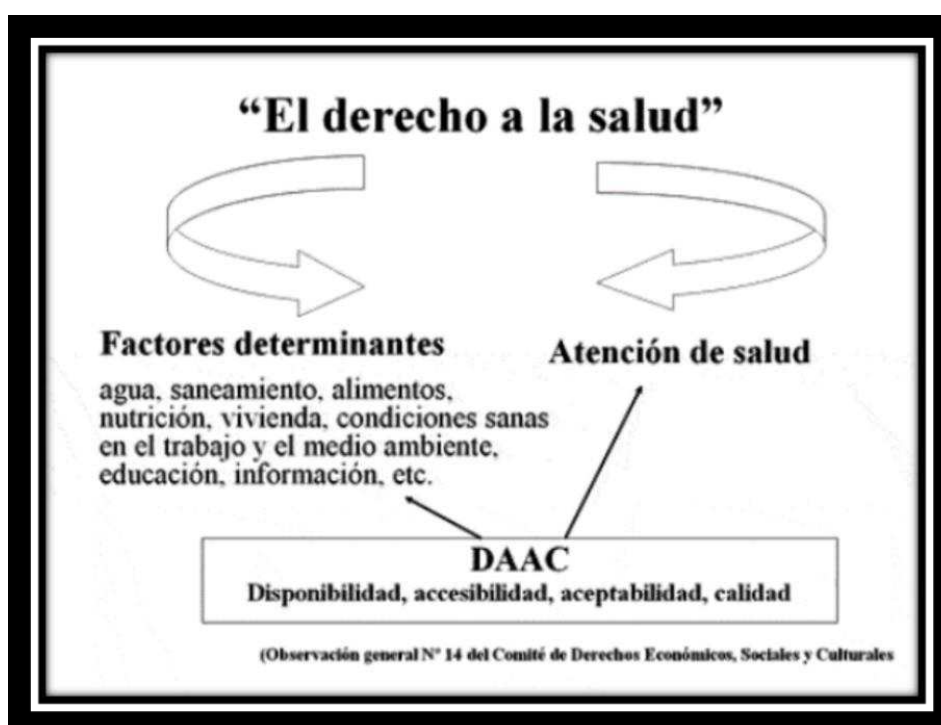 “El derecho a la salud”
Factores determinantes
agua, saneamiento, alimentos,
nutrición, vivienda, condiciones sanas
en el trabajo y el medio ambiente,
educación, información, etc.
Atención de salud
DAAC
Disponibilidad, accesibilidad, aceptabilidad, calidad
(Observación general Nº 14 del Comité de Derechos Económicos, Sociales y Culturales